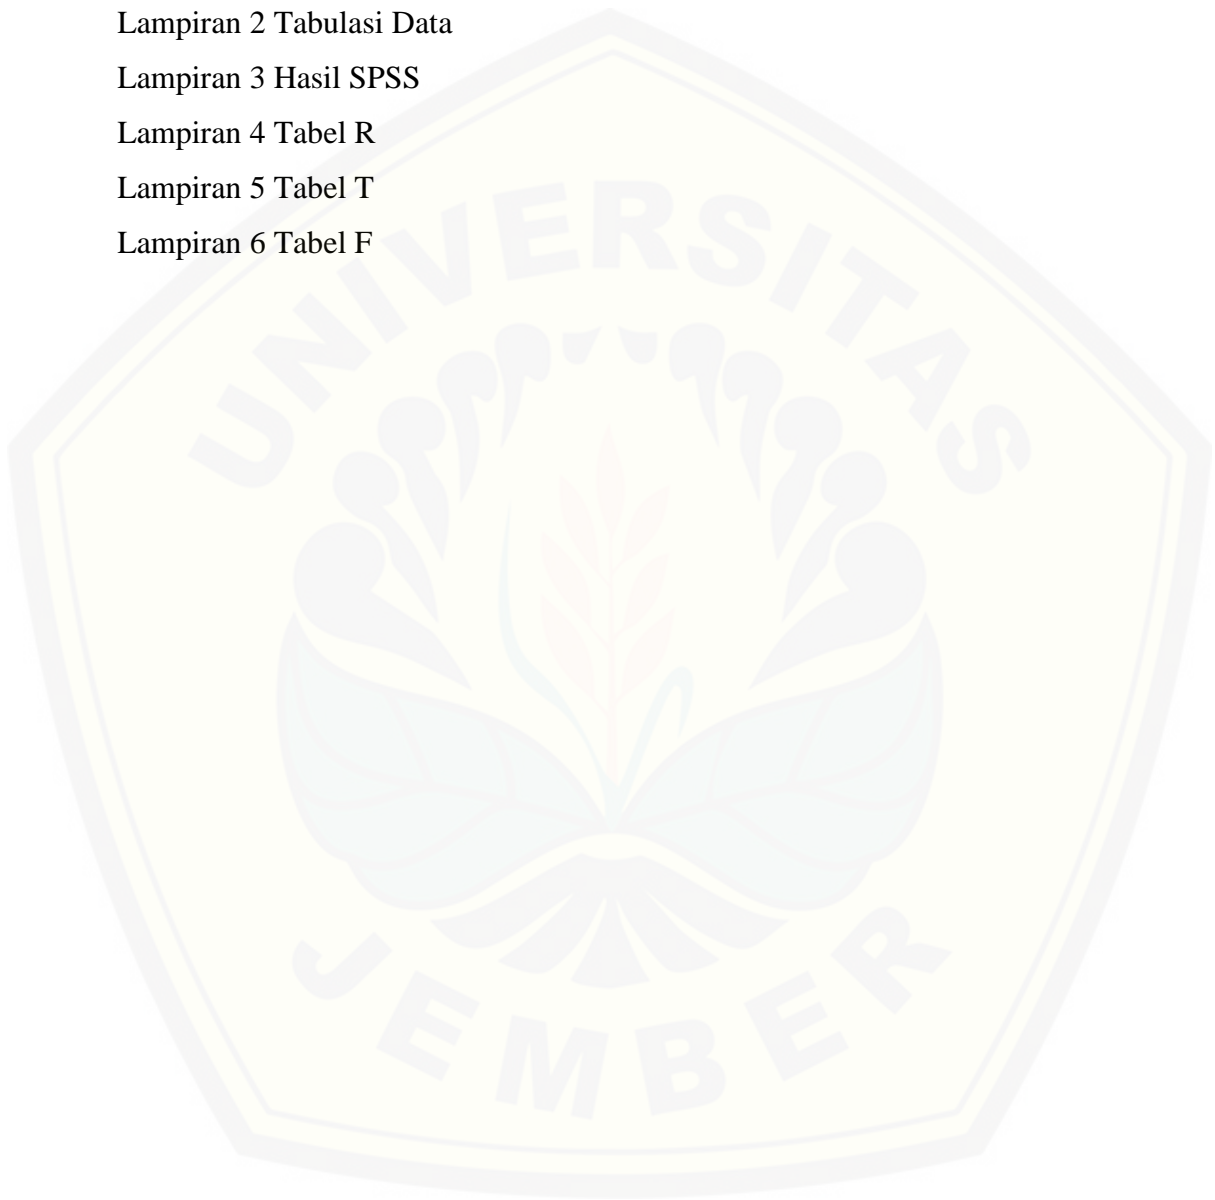 Lampiran 2 Tabulasi Data
Lampiran 3 Hasil SPSS
Lampiran 4 Tabel R
Lampiran 5 Tabel T
Lampiran 6 Tabel F
UNIVERSITAS
JEMBER